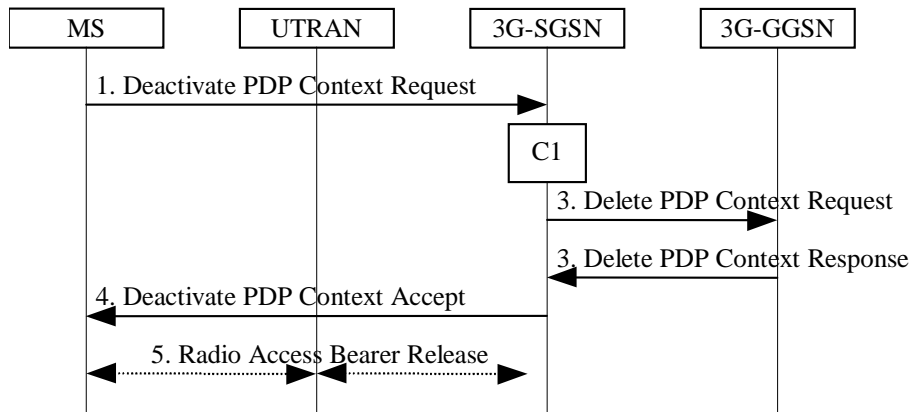 MS
UTRAN
3G-SGSN
3G-GGSN
1. Deactivate PDP Context Request
C1
3. Delete PDP Context Request
3. Delete PDP Context Response
4. Deactivate PDP Context Accept
5. Radio Access Bearer Release